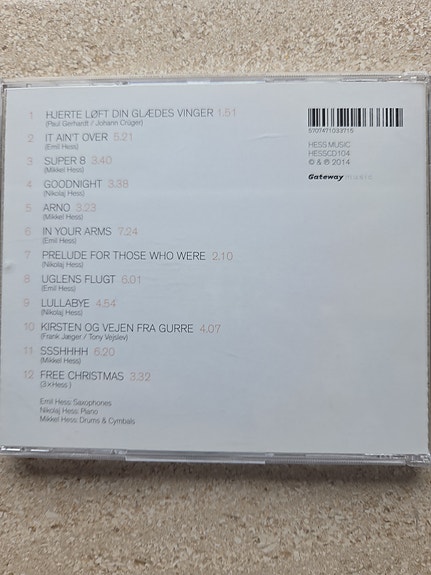 1 HJERTE LØFT DIN GLÆDES VINGER 1.51
(Paul Gerhardt / Johann Crüger)
2 IT AIN'T OVER 5.21
(Emil Hess)
3 SUPER 8 3.40
(Mikkel Hess)
4 GOODNIGHT 3.38
(Nikolaj Hess)
5 ARNO 3.23
(Mikkel Hess)
6 IN YOUR ARMS 7.24
(Emil Hess)
7 PRELUDE FOR THOSE WHO WERE 2.10
(Nikolaj Hess)
8 UGLENS FLUGT 6.01
(Emil Hess)
9 LULLABYE 4.54
(Nikolaj Hess)
10 KIRSTEN OG VEJEN FRA GURRE 4.07
(Frank Jæger / Tony Vejslev)
11 SSSHHHH 6.20
(Mikkel Hess)
12 FREE CHRISTMAS 3.32
(3×Hess)
Emil Hess: Saxophones
Nikolaj Hess: Piano
Mikkel Hess: Drums & Cymbals
5707471033715
HESS MUSIC
HESSCD104
© & ℗ 2014
Gateway music